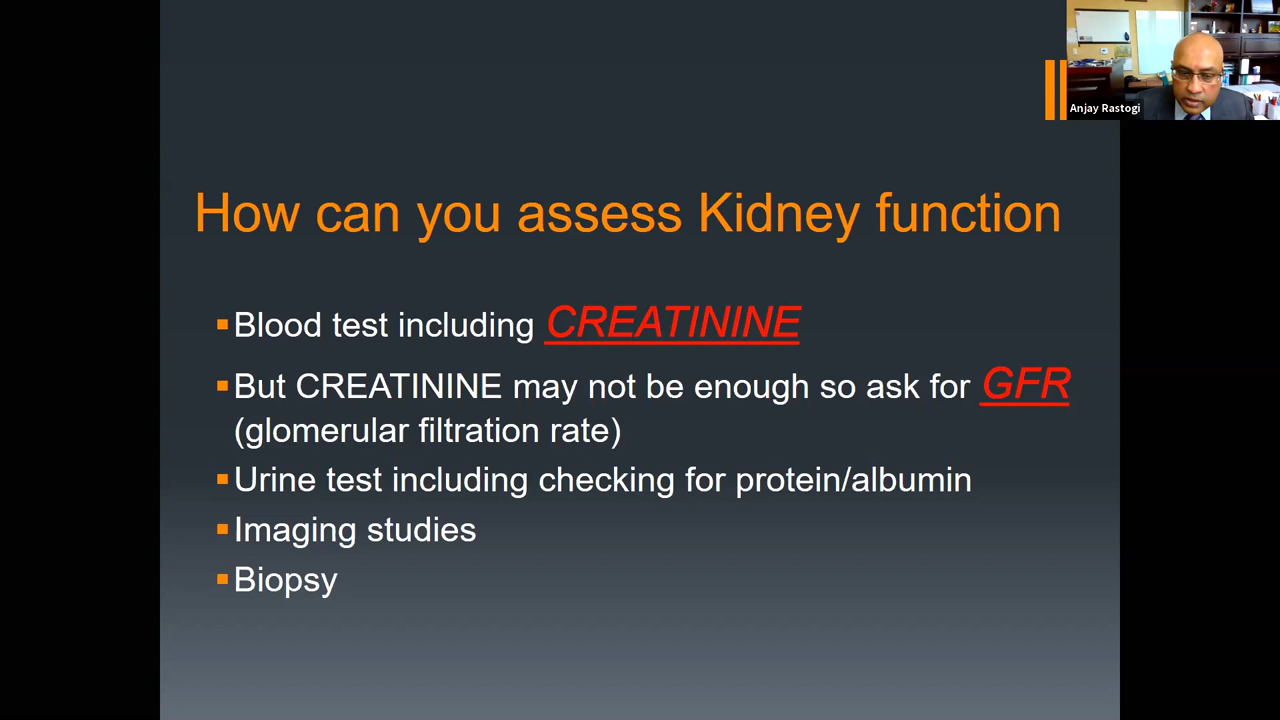 Anjay Rastogi
How can you assess Kidney function
▪Blood test including CREATININE
▪But CREATININE may not be enough so ask for GFR
(glomerular filtration rate)
▪Urine test including checking for protein/albumin
▪Imaging studies
▪Biopsy